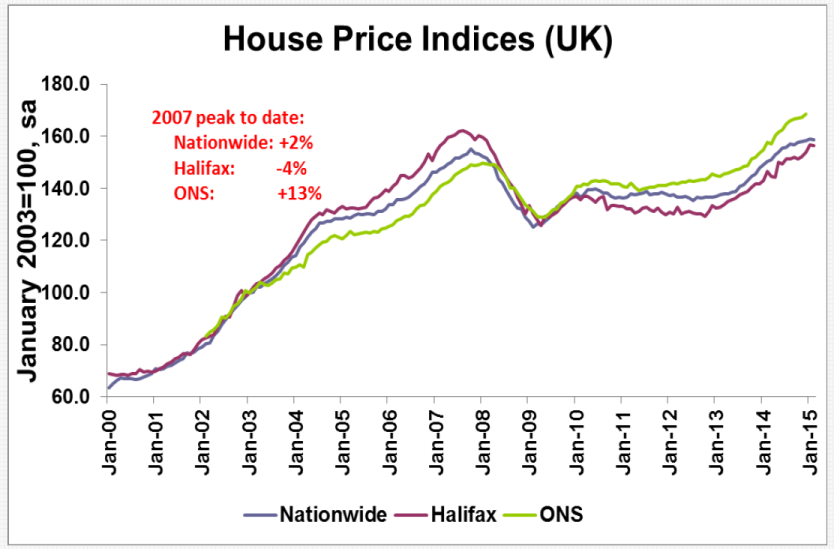 House Price Indices (UK)
January 2003=100, sa
180.0
160.0
140.0
120.0
100.0
80.0
60.0
2007 peak to date:
Nationwide: +2%
Halifax: -4%
ONS: +13%
Jan-00
Jan-01
Jan-02
Jan-03
Jan-04
Jan-05
Jan-06
Jan-07
Jan-08
Jan-09
Jan-10
Jan-11
Jan-12
Jan-13
Jan-14
Jan-15
Nationwide
Halifax
ONS